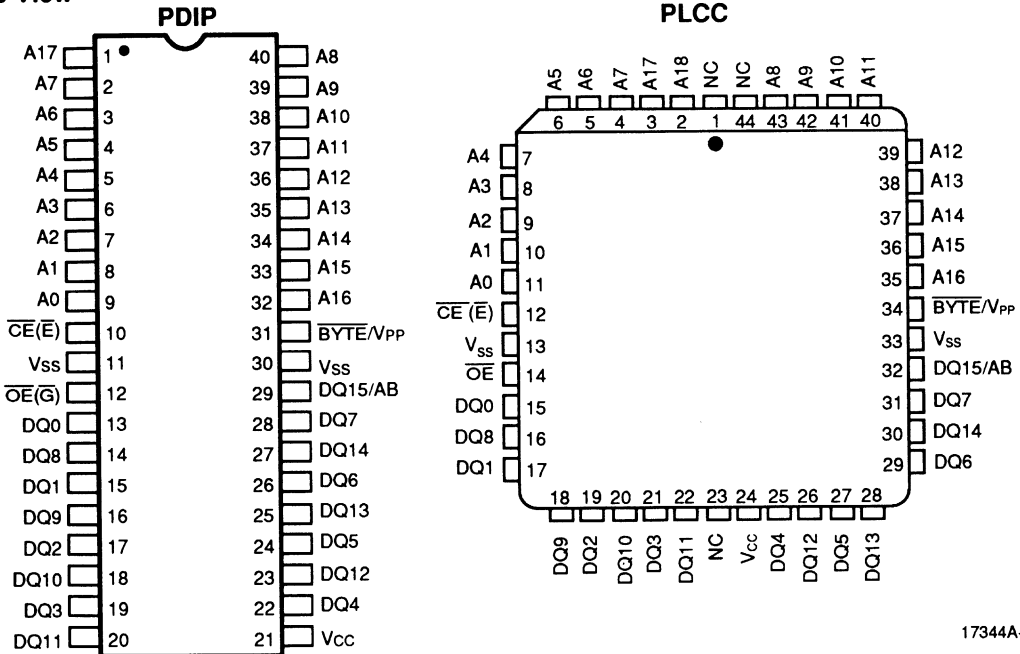 PDIP
A17 1 40 A8
A7 2 39 A9
A6 3 38 A10
A5 4 37 A11
A4 5 36 A12
A3 6 35 A13
A2 7 34 A14
A1 8 33 A15
A0 9 32 A16
CE(E) 10 31 BYTE/VPP
VSS 11 30 VSS
OE(G) 12 29 DQ15/AB
DQ0 13 28 DQ7
DQ8 14 27 DQ14
DQ1 15 26 DQ6
DQ9 16 25 DQ13
DQ2 17 24 DQ5
DQ10 18 23 DQ12
DQ3 19 22 DQ4
DQ11 20 21 VCC
PLCC
A5 A6 A7 A17 A18 NC NC A8 A9 A10 A11
6 5 4 3 2 1 44 43 42 41 40
A4 7 39 A12
A3 8 38 A13
A2 9 37 A14
A1 10 36 A15
A0 11 35 A16
CE (E) 12 34 BYTE/VPP
VSS 13 33 VSS
OE 14 32 DQ15/AB
DQ0 15 31 DQ7
DQ8 16 30 DQ14
DQ1 17 29 DQ6
18 19 20 21 22 23 24 25 26 27 28
DQ9 DQ2 DQ10 DQ3 DQ11 NC VCC DQ4 DQ12 DQ5 DQ13
17344A-